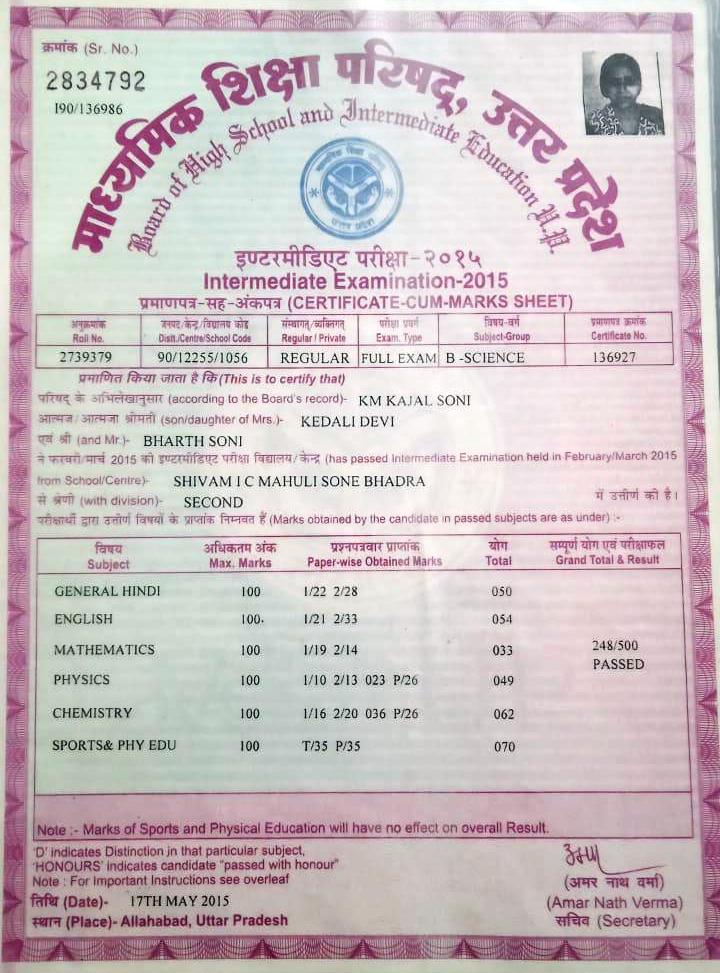 क्रमांक (Sr. No.)
2834792
I90/136986
माध्यमिक शिक्षा परिषद्, उत्तर प्रदेश
Board of High School and Intermediate Education U.P.
इण्टरमीडिएट परीक्षा-२०१५
Intermediate Examination-2015
प्रमाणपत्र-सह-अंकपत्र (CERTIFICATE-CUM-MARKS SHEET)
अनुक्रमांक जनपद/केन्द्र/विद्यालय कोड संस्थागत/व्यक्तिगत परीक्षा प्रवर्ग विषय-वर्ग प्रमाणपत्र क्रमांक
Roll No. Distt./Centre/School Code Regular / Private Exam. Type Subject-Group Certificate No.
2739379 90/12255/1056 REGULAR FULL EXAM B -SCIENCE 136927
प्रमाणित किया जाता है कि (This is to certify that)
परिषद् के अभिलेखानुसार (according to the Board's record)- KM KAJAL SONI
आत्मज/आत्मजा श्रीमती (son/daughter of Mrs.)- KEDALI DEVI
एवं श्री (and Mr.)- BHARTH SONI
ने फरवरी/मार्च 2015 की इण्टरमीडिएट परीक्षा विद्यालय/केन्द्र (has passed Intermediate Examination held in February/March 2015
from School/Centre)- SHIVAM I C MAHULI SONE BHADRA
से श्रेणी (with division)- SECOND में उत्तीर्ण की है।
परीक्षार्थी द्वारा उत्तीर्ण विषयों के प्राप्तांक निम्नवत हैं (Marks obtained by the candidate in passed subjects are as under) :-
विषय अधिकतम अंक प्रश्नपत्रवार प्राप्तांक योग सम्पूर्ण योग एवं परीक्षाफल
Subject Max. Marks Paper-wise Obtained Marks Total Grand Total & Result
GENERAL HINDI 100 1/22 2/28 050
ENGLISH 100 1/21 2/33 054
MATHEMATICS 100 1/19 2/14 033 248/500
PASSED
PHYSICS 100 1/10 2/13 023 P/26 049
CHEMISTRY 100 1/16 2/20 036 P/26 062
SPORTS& PHY EDU 100 T/35 P/35 070
Note :- Marks of Sports and Physical Education will have no effect on overall Result.
'D' indicates Distinction in that particular subject,
'HONOURS' indicates candidate "passed with honour"
Note : For Important Instructions see overleaf
तिथि (Date)- 17TH MAY 2015
स्थान (Place)- Allahabad, Uttar Pradesh
(अमर नाथ वर्मा)
(Amar Nath Verma)
सचिव (Secretary)